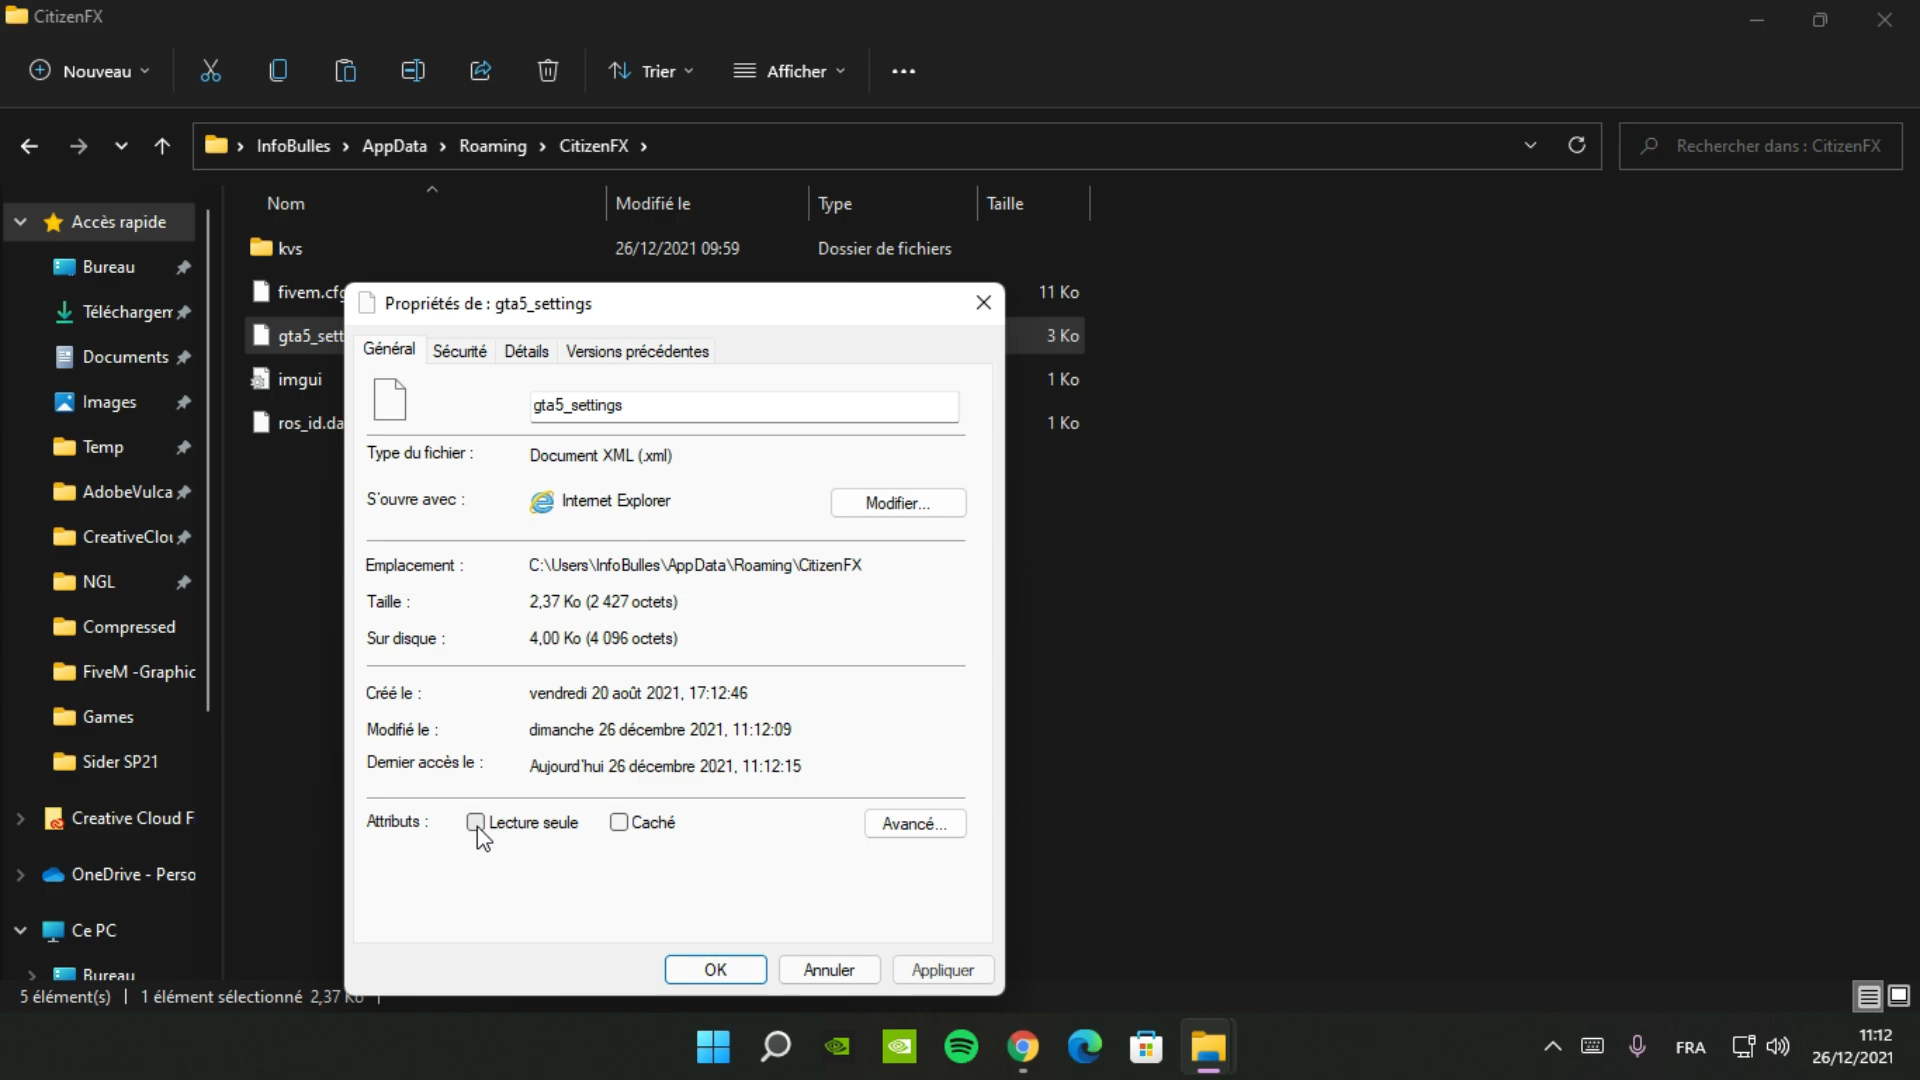 CitizenFX
Nouveau
Trier
Afficher
InfoBulles
AppData
Roaming
CitizenFX
Rechercher dans : CitizenFX
Nom
Modifié le
Type
Taille
Accès rapide
Bureau
Téléchargem
Documents
Images
Temp
AdobeVulca
CreativeClou
NGL
Compressed
FiveM -Graphic
Games
Sider SP21
Creative Cloud F
OneDrive - Perso
Ce PC
Bureau
kvs
26/12/2021 09:59
Dossier de fichiers
fivem.cfg
11 Ko
gta5_sett
3 Ko
imgui
1 Ko
ros_id.da
1 Ko
Propriétés de : gta5_settings
Général
Sécurité
Détails
Versions précédentes
gta5_settings
Type du fichier :
Document XML (.xml)
S'ouvre avec :
Internet Explorer
Modifier...
Emplacement :
C:\Users\InfoBulles\AppData\Roaming\CitizenFX
Taille :
2,37 Ko (2 427 octets)
Sur disque :
4,00 Ko (4 096 octets)
Créé le :
vendredi 20 août 2021, 17:12:46
Modifié le :
dimanche 26 décembre 2021, 11:12:09
Dernier accès le :
Aujourd'hui 26 décembre 2021, 11:12:15
Attributs :
Lecture seule
Caché
Avancé...
OK
Annuler
Appliquer
5 élément(s)
1 élément sélectionné
2,37 Ko
FRA
11:12
26/12/2021